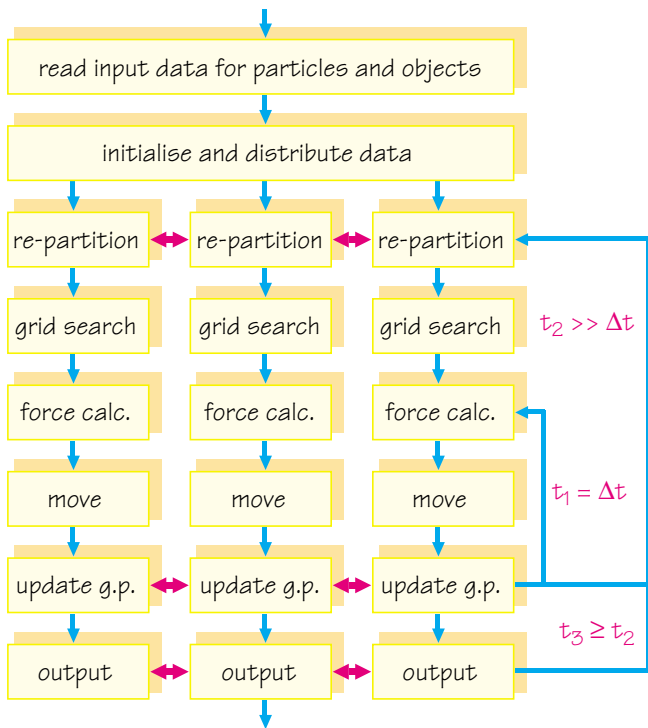 read input data for particles and objects
initialise and distribute data
re-partition re-partition re-partition
grid search grid search grid search
t₂ >> Δt
force calc. force calc. force calc.
move move move
t₁ = Δt
update g.p. update g.p. update g.p.
t₃ ≥ t₂
output output output